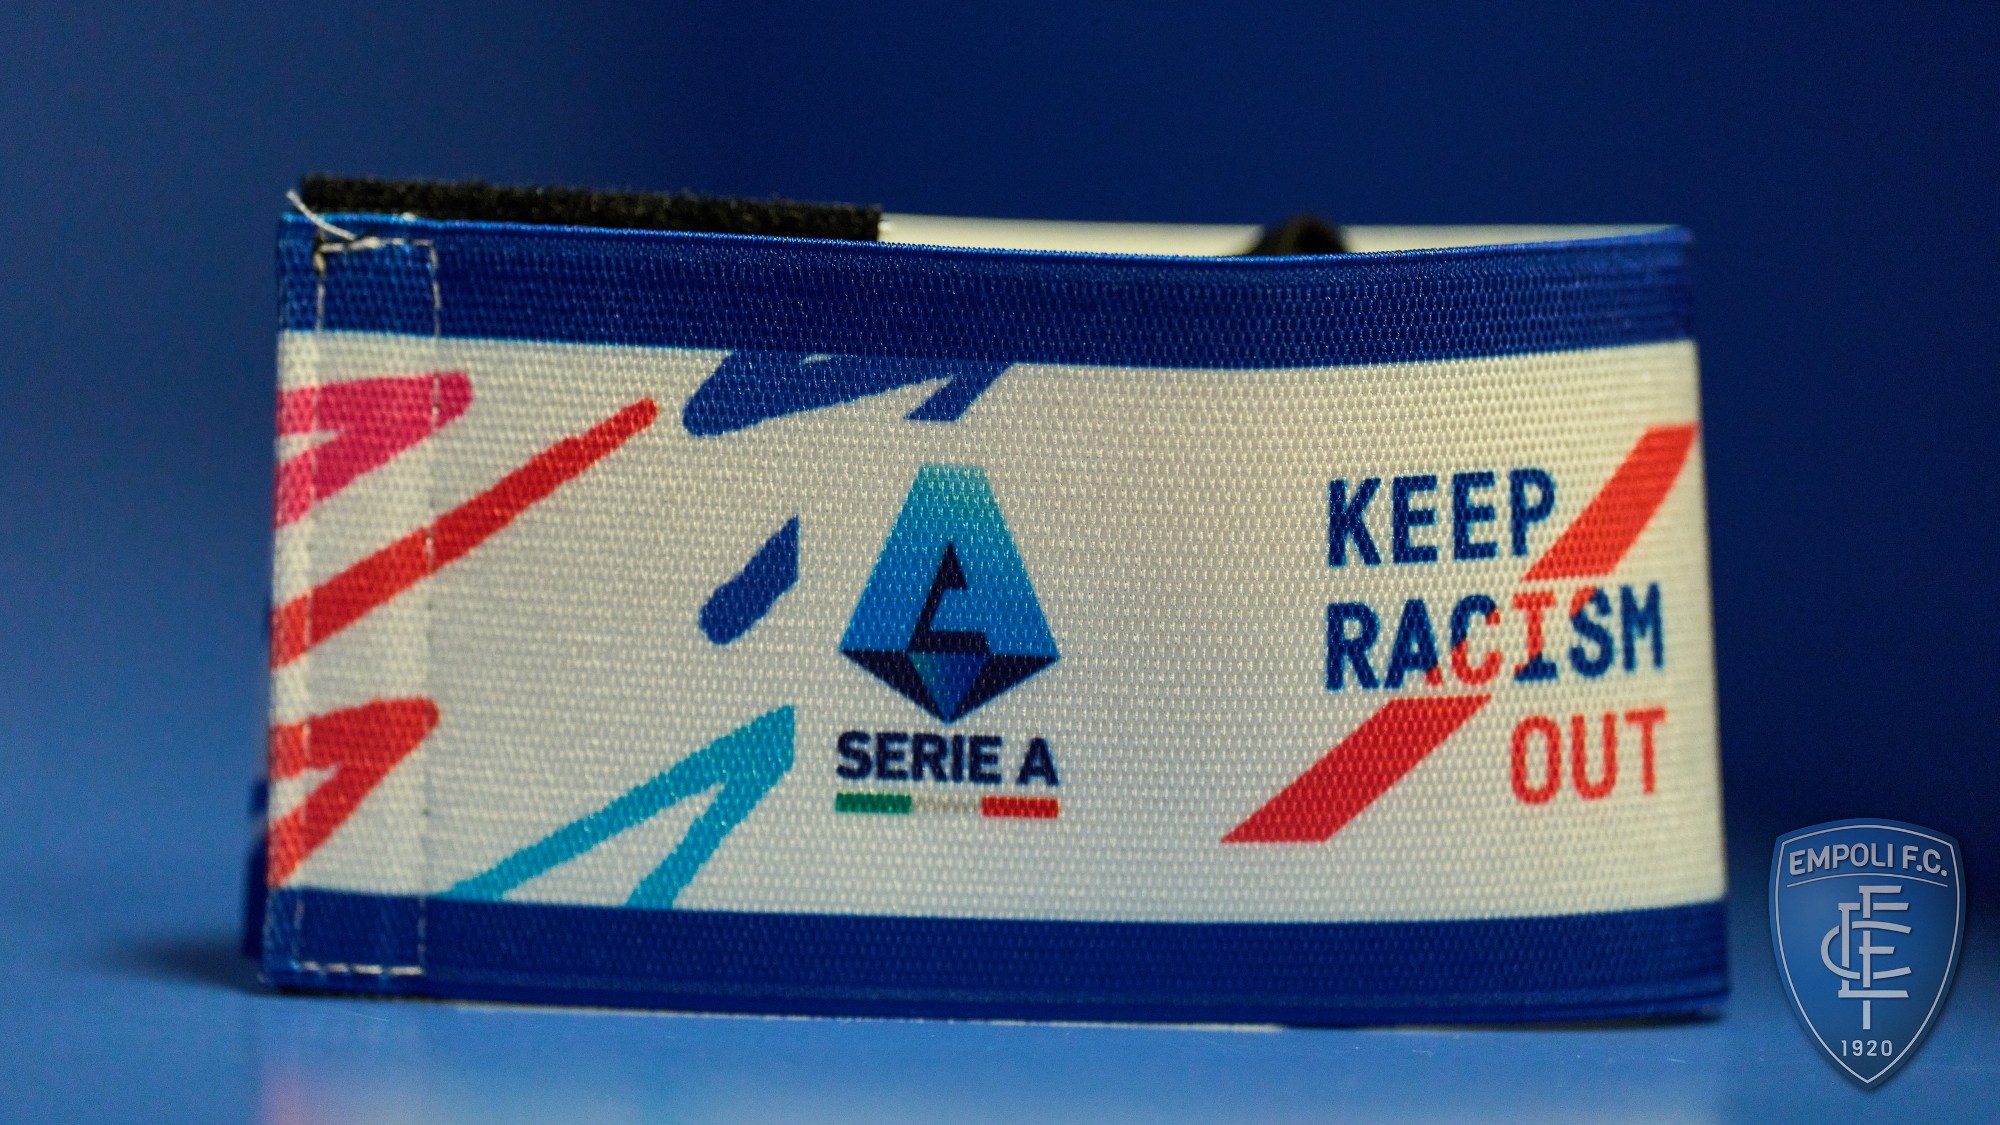 SERIE A
KEEP
RACISM
OUT
EMPOLI F.C.
1920